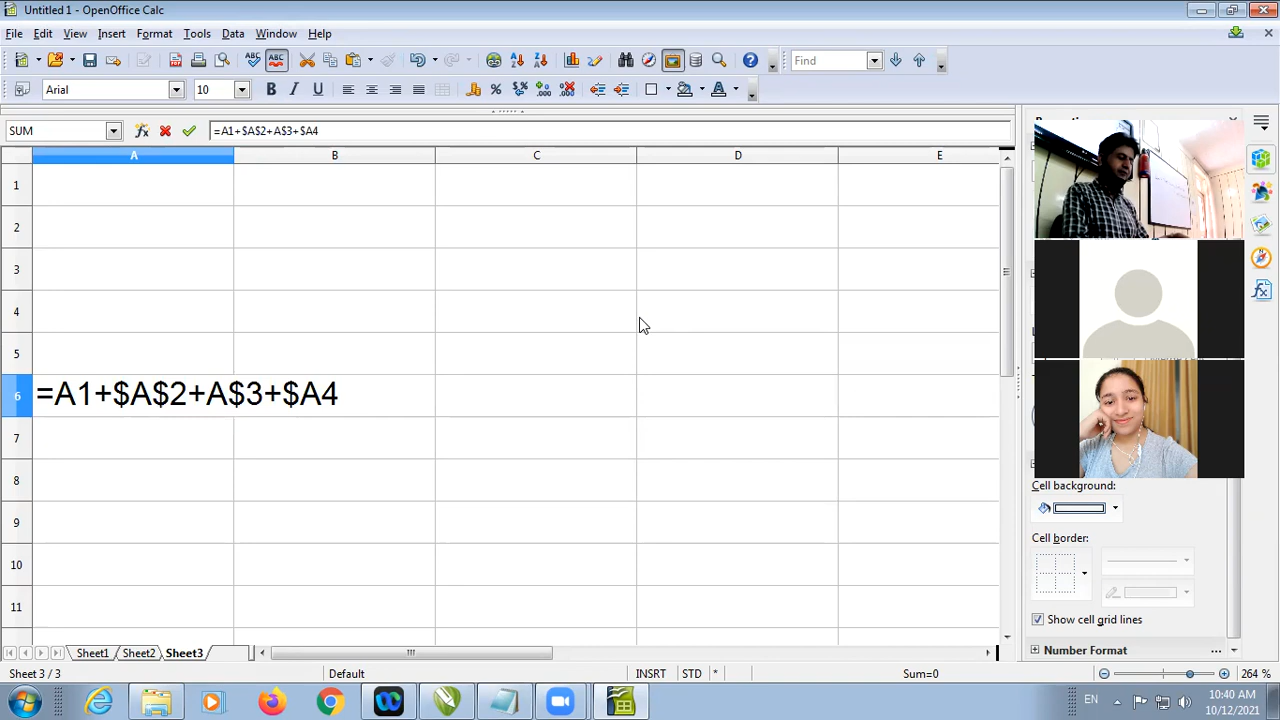 Untitled 1 - OpenOffice Calc
File Edit View Insert Format Tools Data Window Help
Find
Arial 10
SUM =A1+$A$2+A$3+$A4
A B C D E
1
2
3
4
5
6 =A1+$A$2+A$3+$A4
7
8
9
10
11
Cell background:
Cell border:
Show cell grid lines
Number Format ...
Sheet1 Sheet2 Sheet3
Sheet 3 / 3 Default INSRT STD * Sum=0 264 %
EN 10:40 AM
10/12/2021